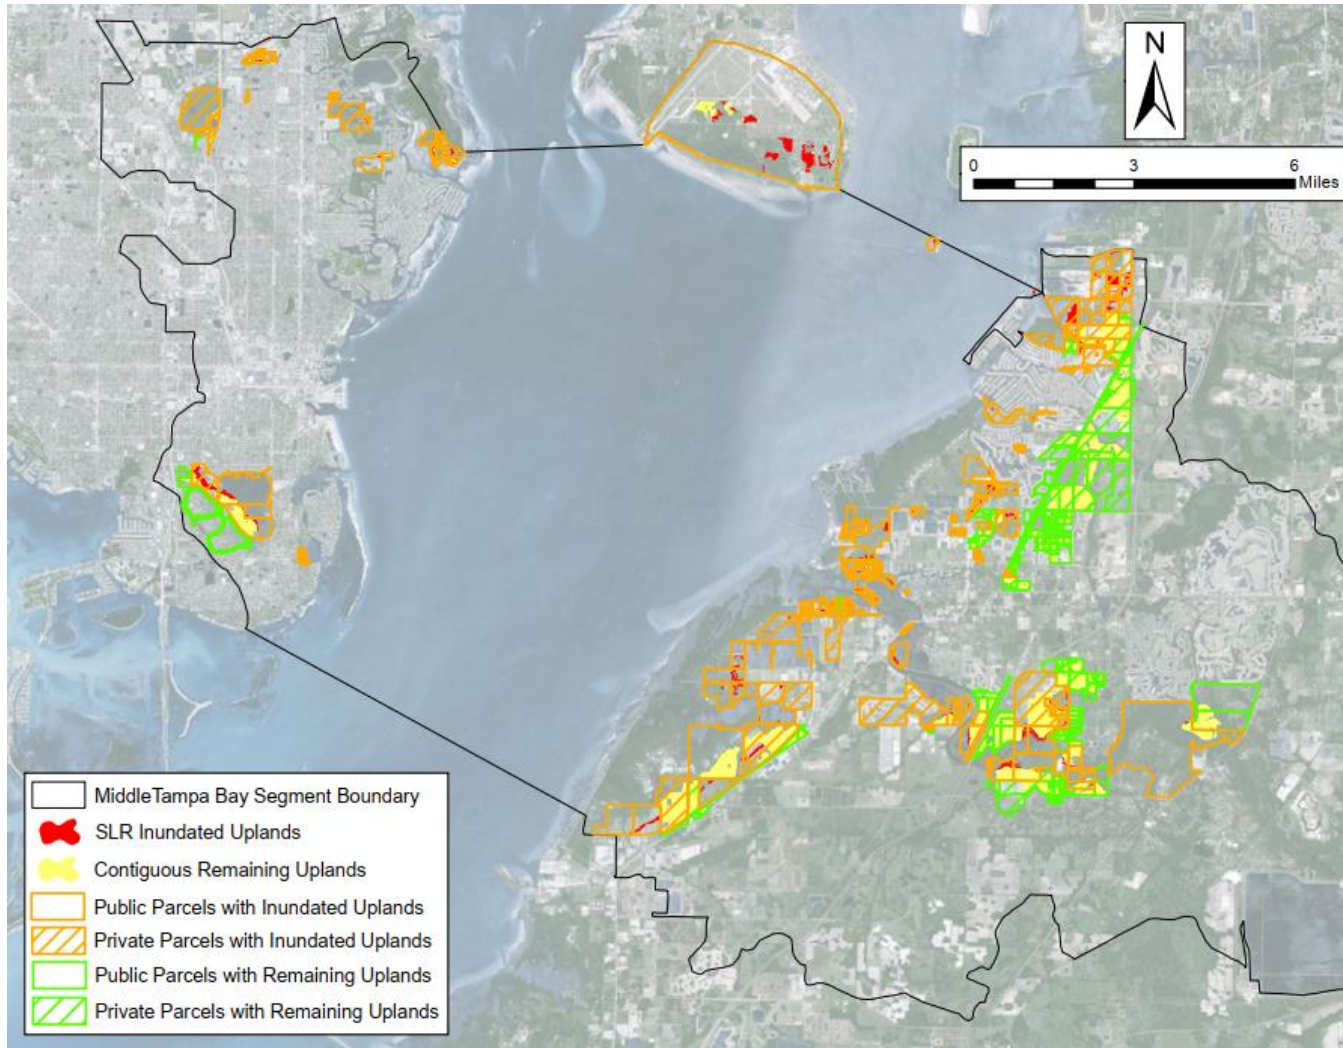 N
0 3 6
Miles
MiddleTampa Bay Segment Boundary
SLR Inundated Uplands
Contiguous Remaining Uplands
Public Parcels with Inundated Uplands
Private Parcels with Inundated Uplands
Public Parcels with Remaining Uplands
Private Parcels with Remaining Uplands